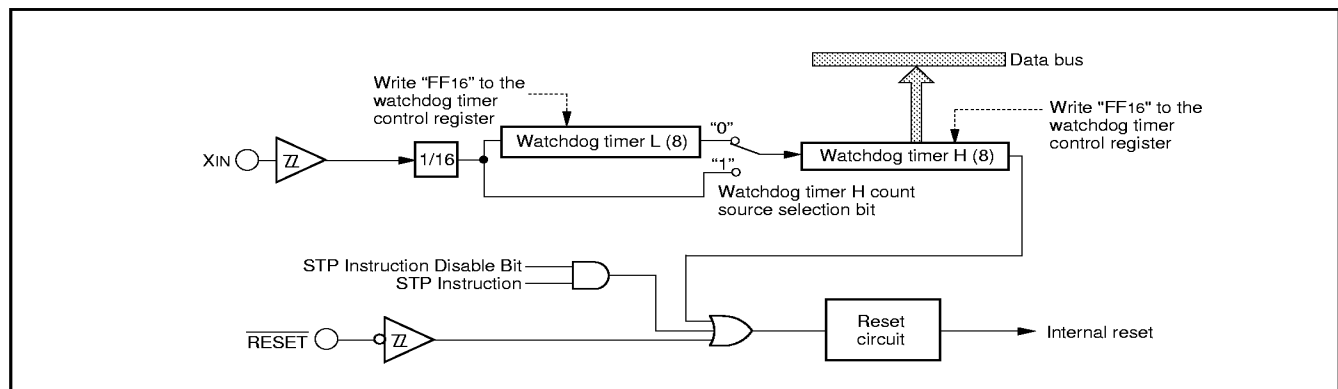 Data bus
Write “FF16” to the
watchdog timer
control register
Write “FF16” to the
watchdog timer
control register
XIN
1/16
Watchdog timer L (8)
“0”
“1”
Watchdog timer H (8)
Watchdog timer H count
source selection bit
STP Instruction Disable Bit
STP Instruction
RESET
Reset
circuit
Internal reset